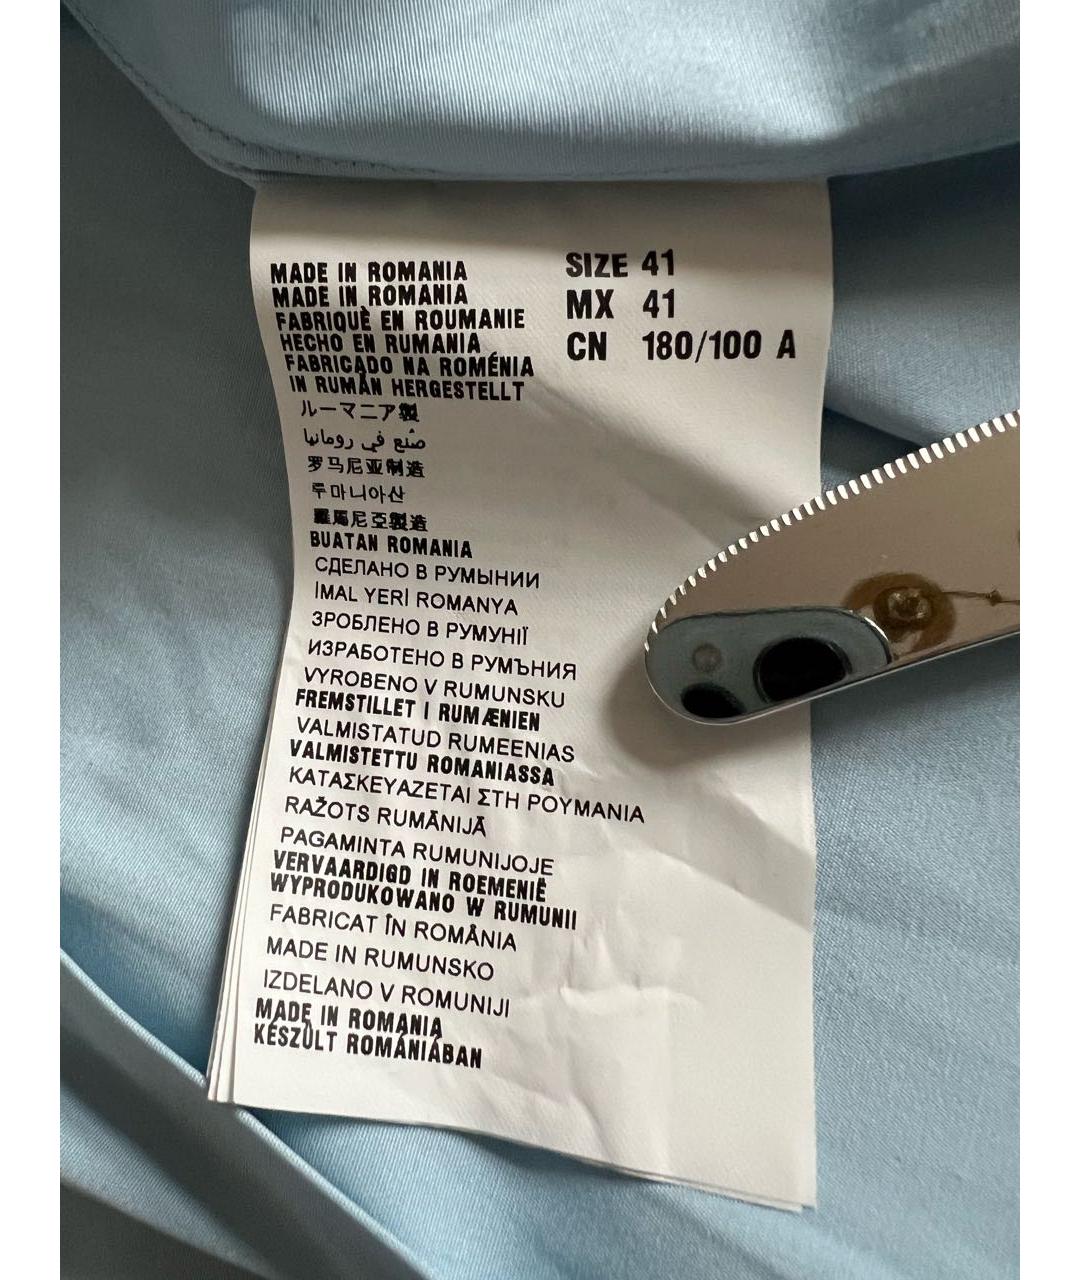 MADE IN ROMANIA
MADE IN ROMANIA
FABRIQUÈ EN ROUMANIE
HECHO EN RUMANIA
FABRICADO NA ROMÉNIA
IN RUMÄN HERGESTELLT
ルーマニア製
صُنع في رومانيا
罗马尼亚制造
루마니아산
羅馬尼亞製造
BUATAN ROMANIA
СДЕЛАНО В РУМЫНИИ
İMAL YERİ ROMANYA
ЗРОБЛЕНО В РУМУНІЇ
ИЗРАБОТЕНО В РУМЪНИЯ
VYROBENO V RUMUNSKU
FREMSTILLET I RUMÆNIEN
VALMISTATUD RUMEENIAS
VALMISTETTU ROMANIASSA
ΚΑΤΑΣΚΕΥΑΖΕΤΑΙ ΣΤΗ ΡΟΥΜΑΝΙΑ
RAŽOTS RUMĀNIJĀ
PAGAMINTA RUMUNIJOJE
VERVAARDIGD IN ROEMENIË
WYPRODUKOWANO W RUMUNII
FABRICAT ÎN ROMÂNIA
MADE IN RUMUNSKO
IZDELANO V ROMUNIJI
MADE IN ROMANIA
KÉSZÜLT ROMÁNIÁBAN
SIZE 41
MX 41
CN 180/100 A